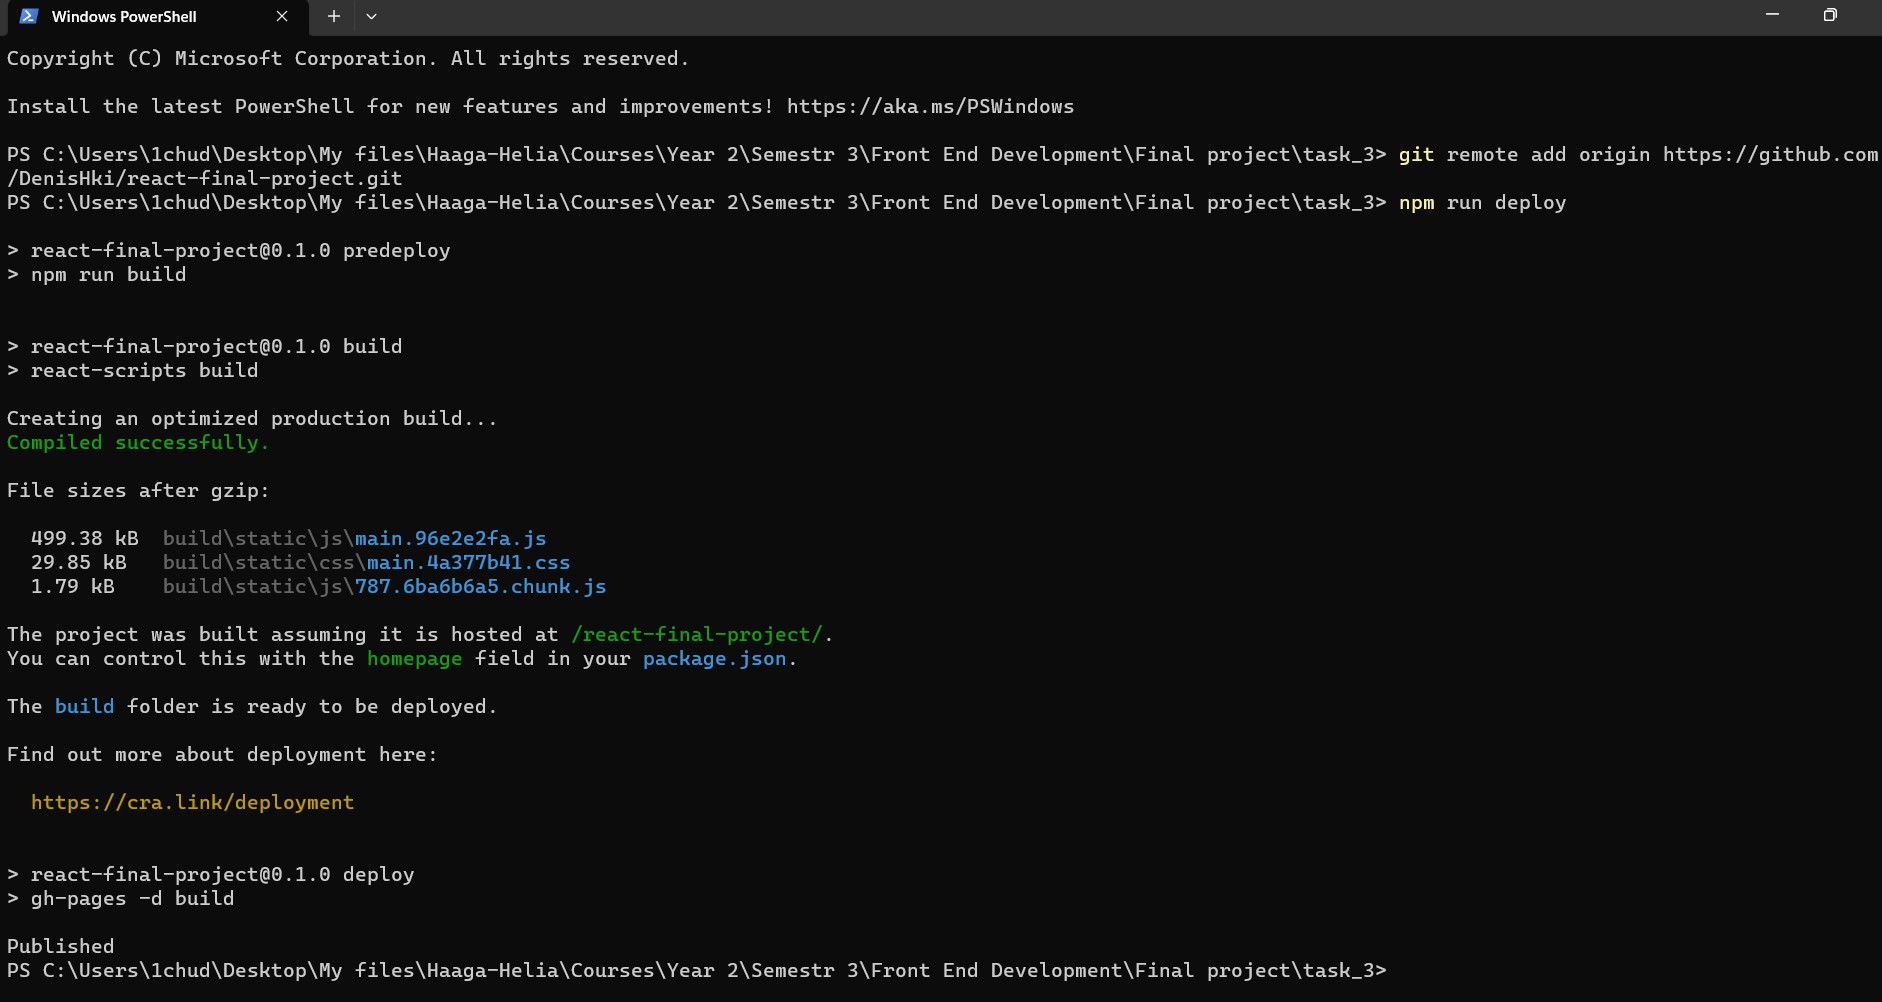 Windows PowerShell
Copyright (C) Microsoft Corporation. All rights reserved.
Install the latest PowerShell for new features and improvements! https://aka.ms/PSWindows
PS C:\Users\1chud\Desktop\My files\Haaga-Helia\Courses\Year 2\Semestr 3\Front End Development\Final project\task_3> git remote add origin https://github.com
/DenisHki/react-final-project.git
PS C:\Users\1chud\Desktop\My files\Haaga-Helia\Courses\Year 2\Semestr 3\Front End Development\Final project\task_3> npm run deploy
> react-final-project@0.1.0 predeploy
> npm run build
> react-final-project@0.1.0 build
> react-scripts build
Creating an optimized production build...
Compiled successfully.
File sizes after gzip:
499.38 kB  build\static\js\main.96e2e2fa.js
29.85 kB   build\static\css\main.4a377b41.css
1.79 kB    build\static\js\787.6ba6b6a5.chunk.js
The project was built assuming it is hosted at /react-final-project/.
You can control this with the homepage field in your package.json.
The build folder is ready to be deployed.
Find out more about deployment here:
https://cra.link/deployment
> react-final-project@0.1.0 deploy
> gh-pages -d build
Published
PS C:\Users\1chud\Desktop\My files\Haaga-Helia\Courses\Year 2\Semestr 3\Front End Development\Final project\task_3>